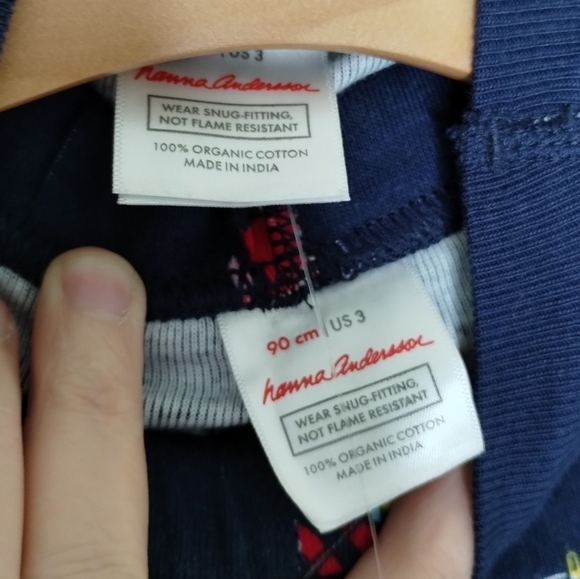 US 3
hanna andersson
WEAR SNUG-FITTING,
NOT FLAME RESISTANT
100% ORGANIC COTTON
MADE IN INDIA
90 cm US 3
hanna andersson
WEAR SNUG-FITTING,
NOT FLAME RESISTANT
100% ORGANIC COTTON
MADE IN INDIA